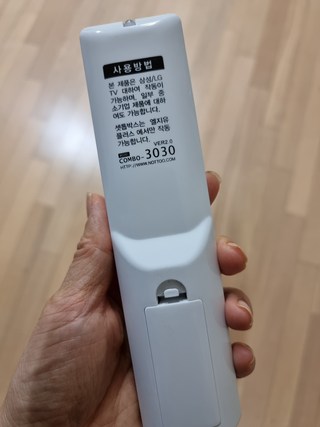 사용방법
본 제품은 삼성/LG
TV 대하여 작동이
가능하며, 일부 중
소기업 제품에 대하
여도 가능합니다.
셋톱박스는 엘지유
플러스 에서만 작동
가능합니다.
VER2.0
COMBO-3030
HTTP://WWW.NOTTOO.COM